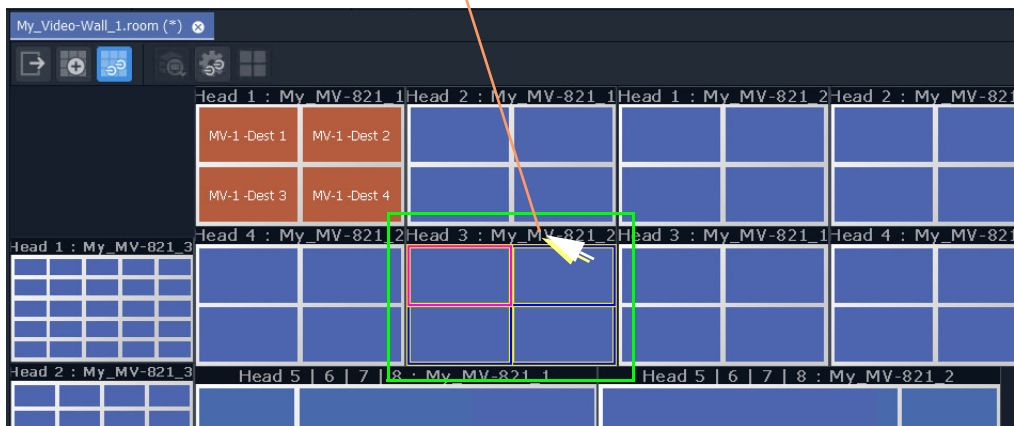 My_Video-Wall_1.room (*)
Head 1 : My_MV-821_1 Head 2 : My_MV-821_1 Head 1 : My_MV-821_2 Head 2 : My_MV-821
MV-1 -Dest 1 MV-1 -Dest 2
MV-1 -Dest 3 MV-1 -Dest 4
Head 4 : My_MV-821_2 Head 3 : My_MV-821_2 Head 3 : My_MV-821_1 Head 4 : My_MV-821
Head 1 : My_MV-821_3
Head 2 : My_MV-821_3
Head 5 | 6 | 7 | 8 : My_MV-821_1 Head 5 | 6 | 7 | 8 : My_MV-821_2